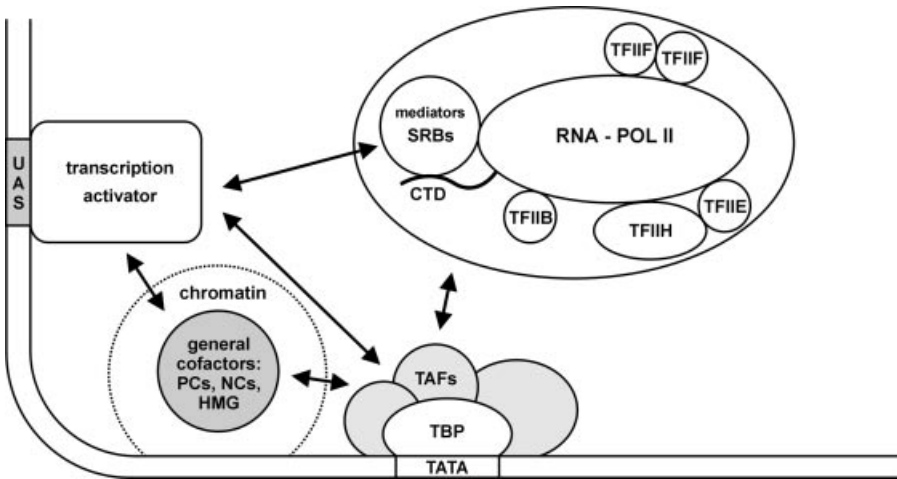 TFIIF
TFIIF
mediators
SRBs
RNA - POL II
UAS
transcription
activator
CTD
TFIIB
TFIIH
TFIIE
chromatin
general
cofactors:
PCs, NCs,
HMG
TAFs
TBP
TATA